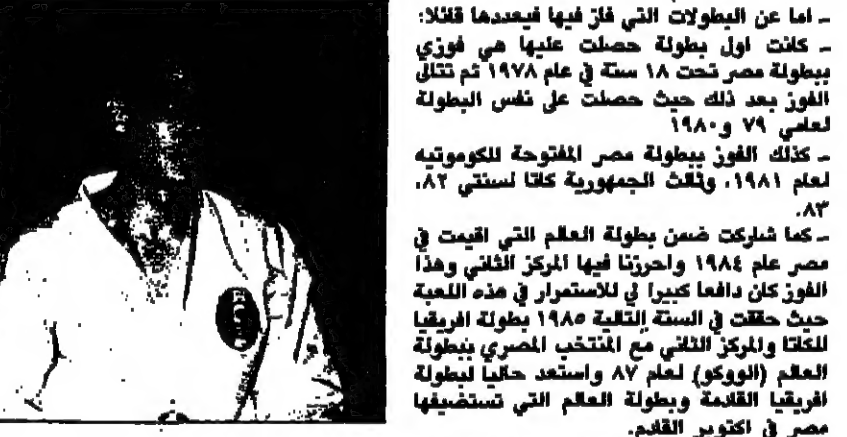 ـ اما عن البطولات التي فاز فيها فيعددها قائلا:
ـ كانت اول بطولة حصلت عليها هي فوزي
ببطولة مصر تحت ١٨ سنة في عام ١٩٧٨ ثم تتالى
الفوز بعد ذلك حيث حصلت على نفس البطولة
لعامي ٧٩ و١٩٨٠
ـ كذلك الفوز ببطولة مصر المفتوحة للكوموتيه
لعام ١٩٨١، وثالث الجمهورية كاتا لسنتي ٨٢،
٨٣.
ـ كما شاركت ضمن بطولة العالم التي اقيمت في
مصر عام ١٩٨٤ واحرزنا فيها المركز الثاني وهذا
الفوز كان دافعا كبيرا لي للاستمرار في هذه اللعبة
حيث حققت في السنة التالية ١٩٨٥ بطولة افريقيا
للكاتا والمركز الثاني مع المنتخب المصري ببطولة
العالم (الووكو) لعام ٨٧ واستعد حاليا لبطولة
افريقيا القادمة وبطولة العالم التي تستضيفها
مصر في اكتوبر القادم.